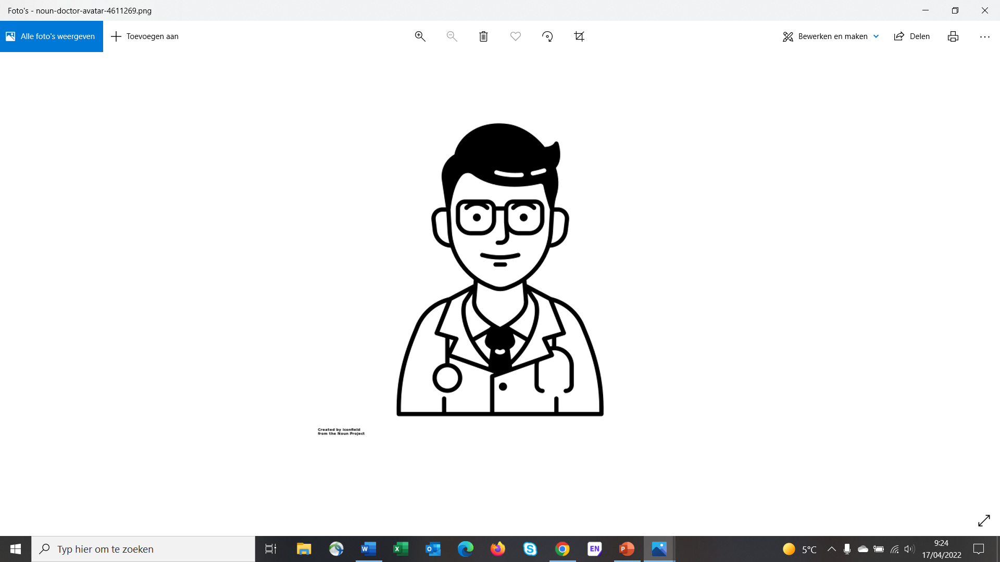 Foto's - noun-doctor-avatar-4611269.png
Alle foto's weergeven
Toevoegen aan
Bewerken en maken
Delen
Created by iconfield
from the Noun Project
Typ hier om te zoeken
W
X
O
S
EN
P
5°C
9:24
17/04/2022